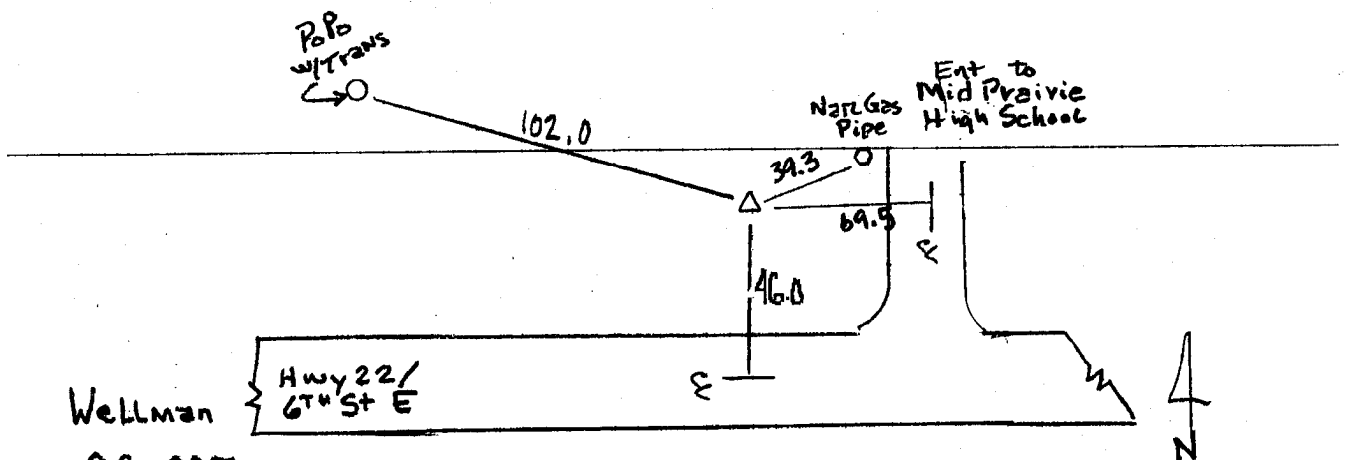 PoPo
w/Trans
Ent to
Mid Prairie
High School
Nat. Gas
Pipe
102.0
39.3
69.5
46.0
Hwy 22/
6TH St E
Wellman
N